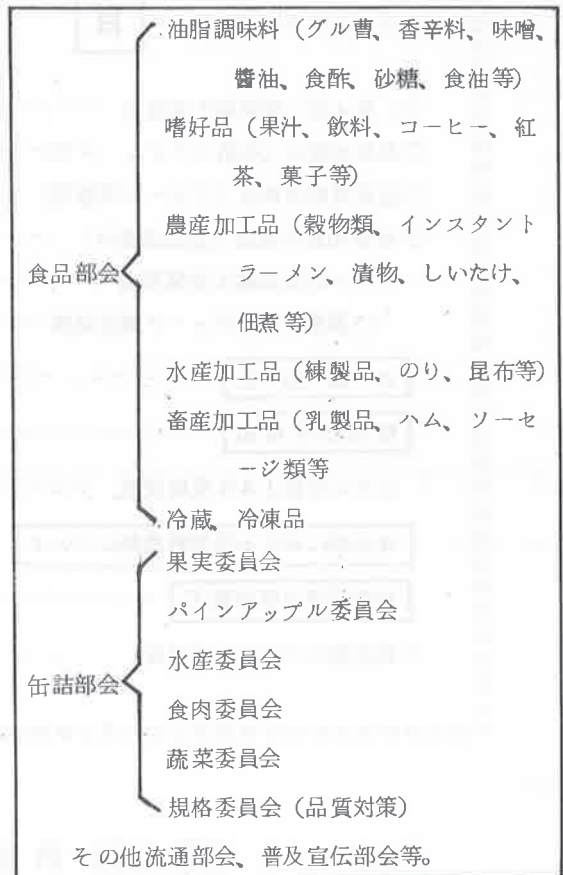 油脂調味料（グル曹、香辛料、味噌、
醬油、食酢、砂糖、食油等）
嗜好品（果汁、飲料、コーヒー、紅
茶、菓子等）
農産加工品（穀物類、インスタント
ラーメン、漬物、しいたけ、
佃煮等）
食品部会
水産加工品（練製品、のり、昆布等）
畜産加工品（乳製品、ハム、ソーセ
ージ類等
冷蔵、冷凍品
果実委員会
パインアップル委員会
水産委員会
缶詰部会
食肉委員会
蔬菜委員会
規格委員会（品質対策）
その他流通部会、普及宣伝部会等。